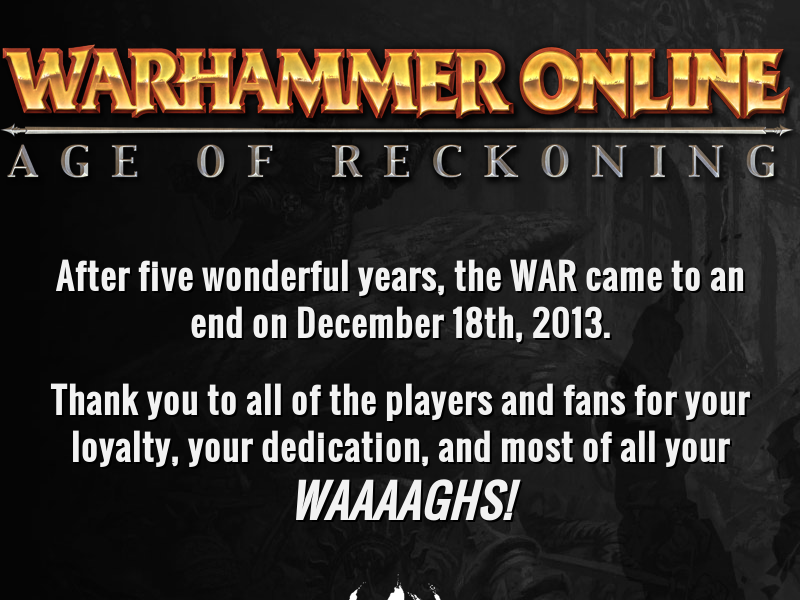 WARHAMMER ONLINE
AGE OF RECKONING
After five wonderful years, the WAR came to an
end on December 18th, 2013.
Thank you to all of the players and fans for your
loyalty, your dedication, and most of all your
WAAAAGHS!